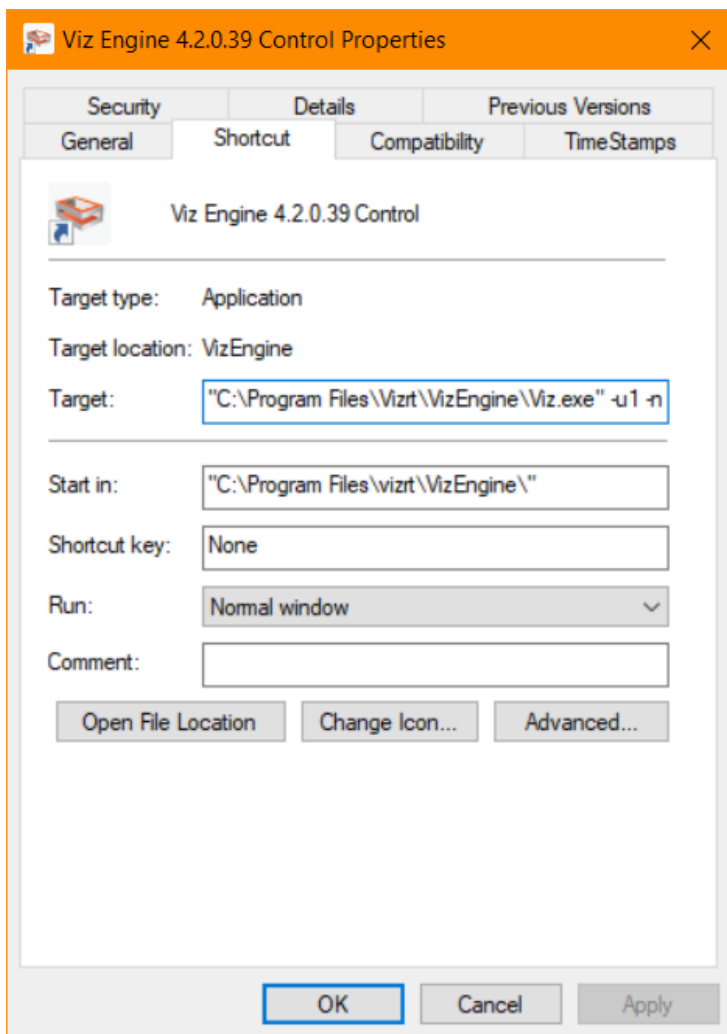 Viz Engine 4.2.0.39 Control Properties
Security Details Previous Versions
General Shortcut Compatibility TimeStamps
Viz Engine 4.2.0.39 Control
Target type: Application
Target location: VizEngine
Target: "C:\Program Files\Vizrt\VizEngine\Viz.exe" -u1 -n
Start in: "C:\Program Files\vizrt\VizEngine\"
Shortcut key: None
Run: Normal window
Comment:
Open File Location Change Icon... Advanced...
OK Cancel Apply